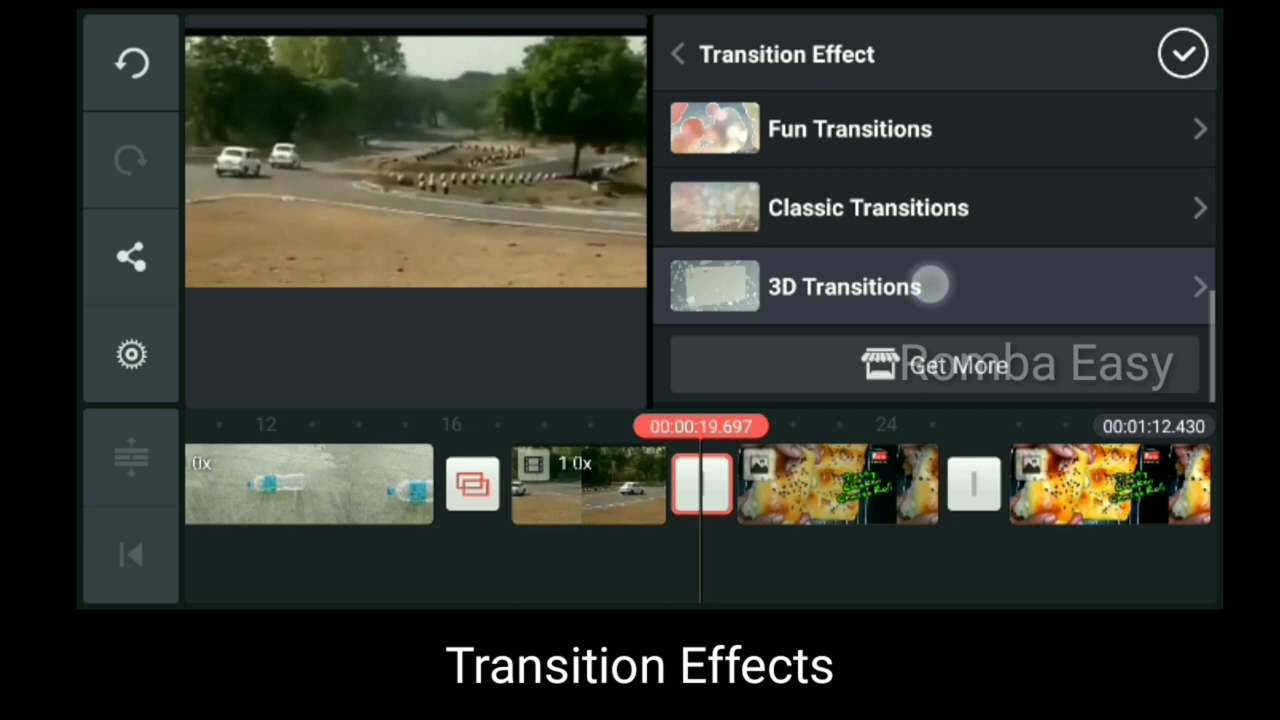 Transition Effect
Fun Transitions
Classic Transitions
3D Transitions
Get More
Romba Easy
12
16
00:00:19.697
24
00:01:12.430
0x
1 0x
Transition Effects